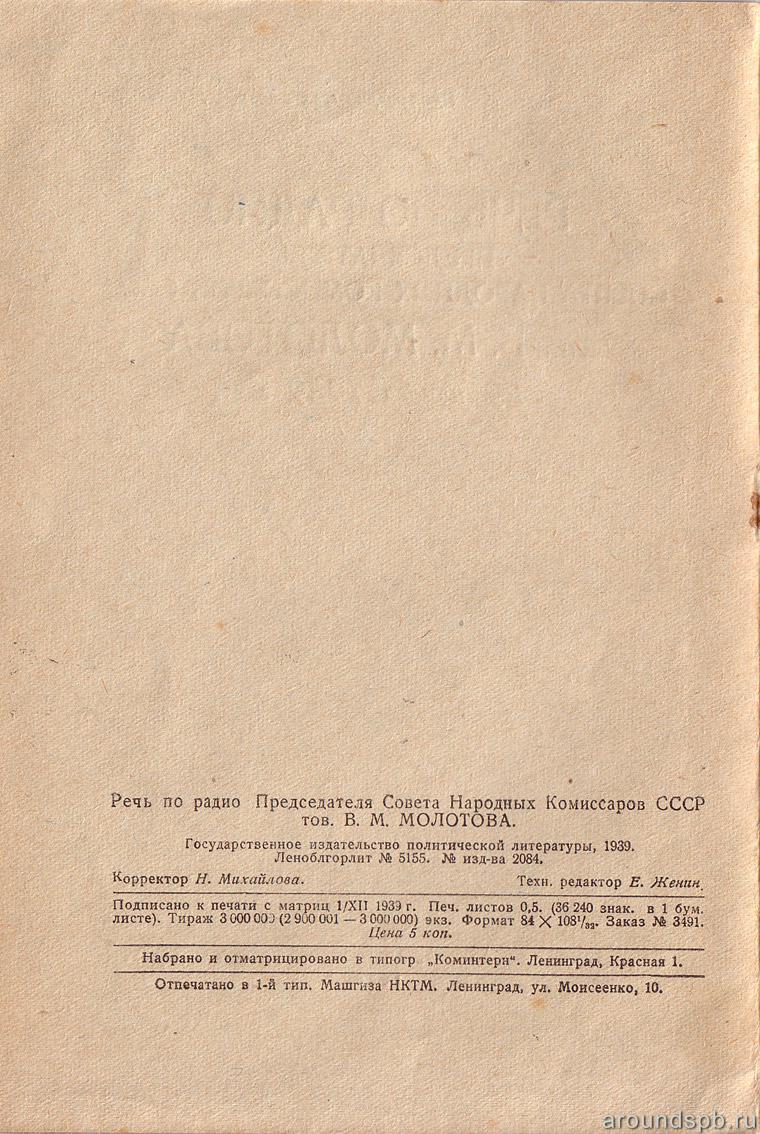 Речь по радио Председателя Совета Народных Комиссаров СССР
тов. В. М. МОЛОТОВА.
Государственное издательство политической литературы, 1939.
Леноблгорлит № 5155. № изд-ва 2084.
Корректор Н. Михайлова. Техн. редактор Е. Женин.
Подписано к печати с матриц 1/XII 1939 г. Печ. листов 0,5. (36 240 знак. в 1 бум.
листе). Тираж 3 000 000 (2 900 001 — 3 000 000) экз. Формат 84 × 108¹/₃₂. Заказ № 3491.
Цена 5 коп.
Набрано и отматрицировано в типогр „Коминтерн“. Ленинград, Красная 1.
Отпечатано в 1-й тип. Машгиза НКТМ. Ленинград, ул. Моисеенко, 10.
aroundspb.ru